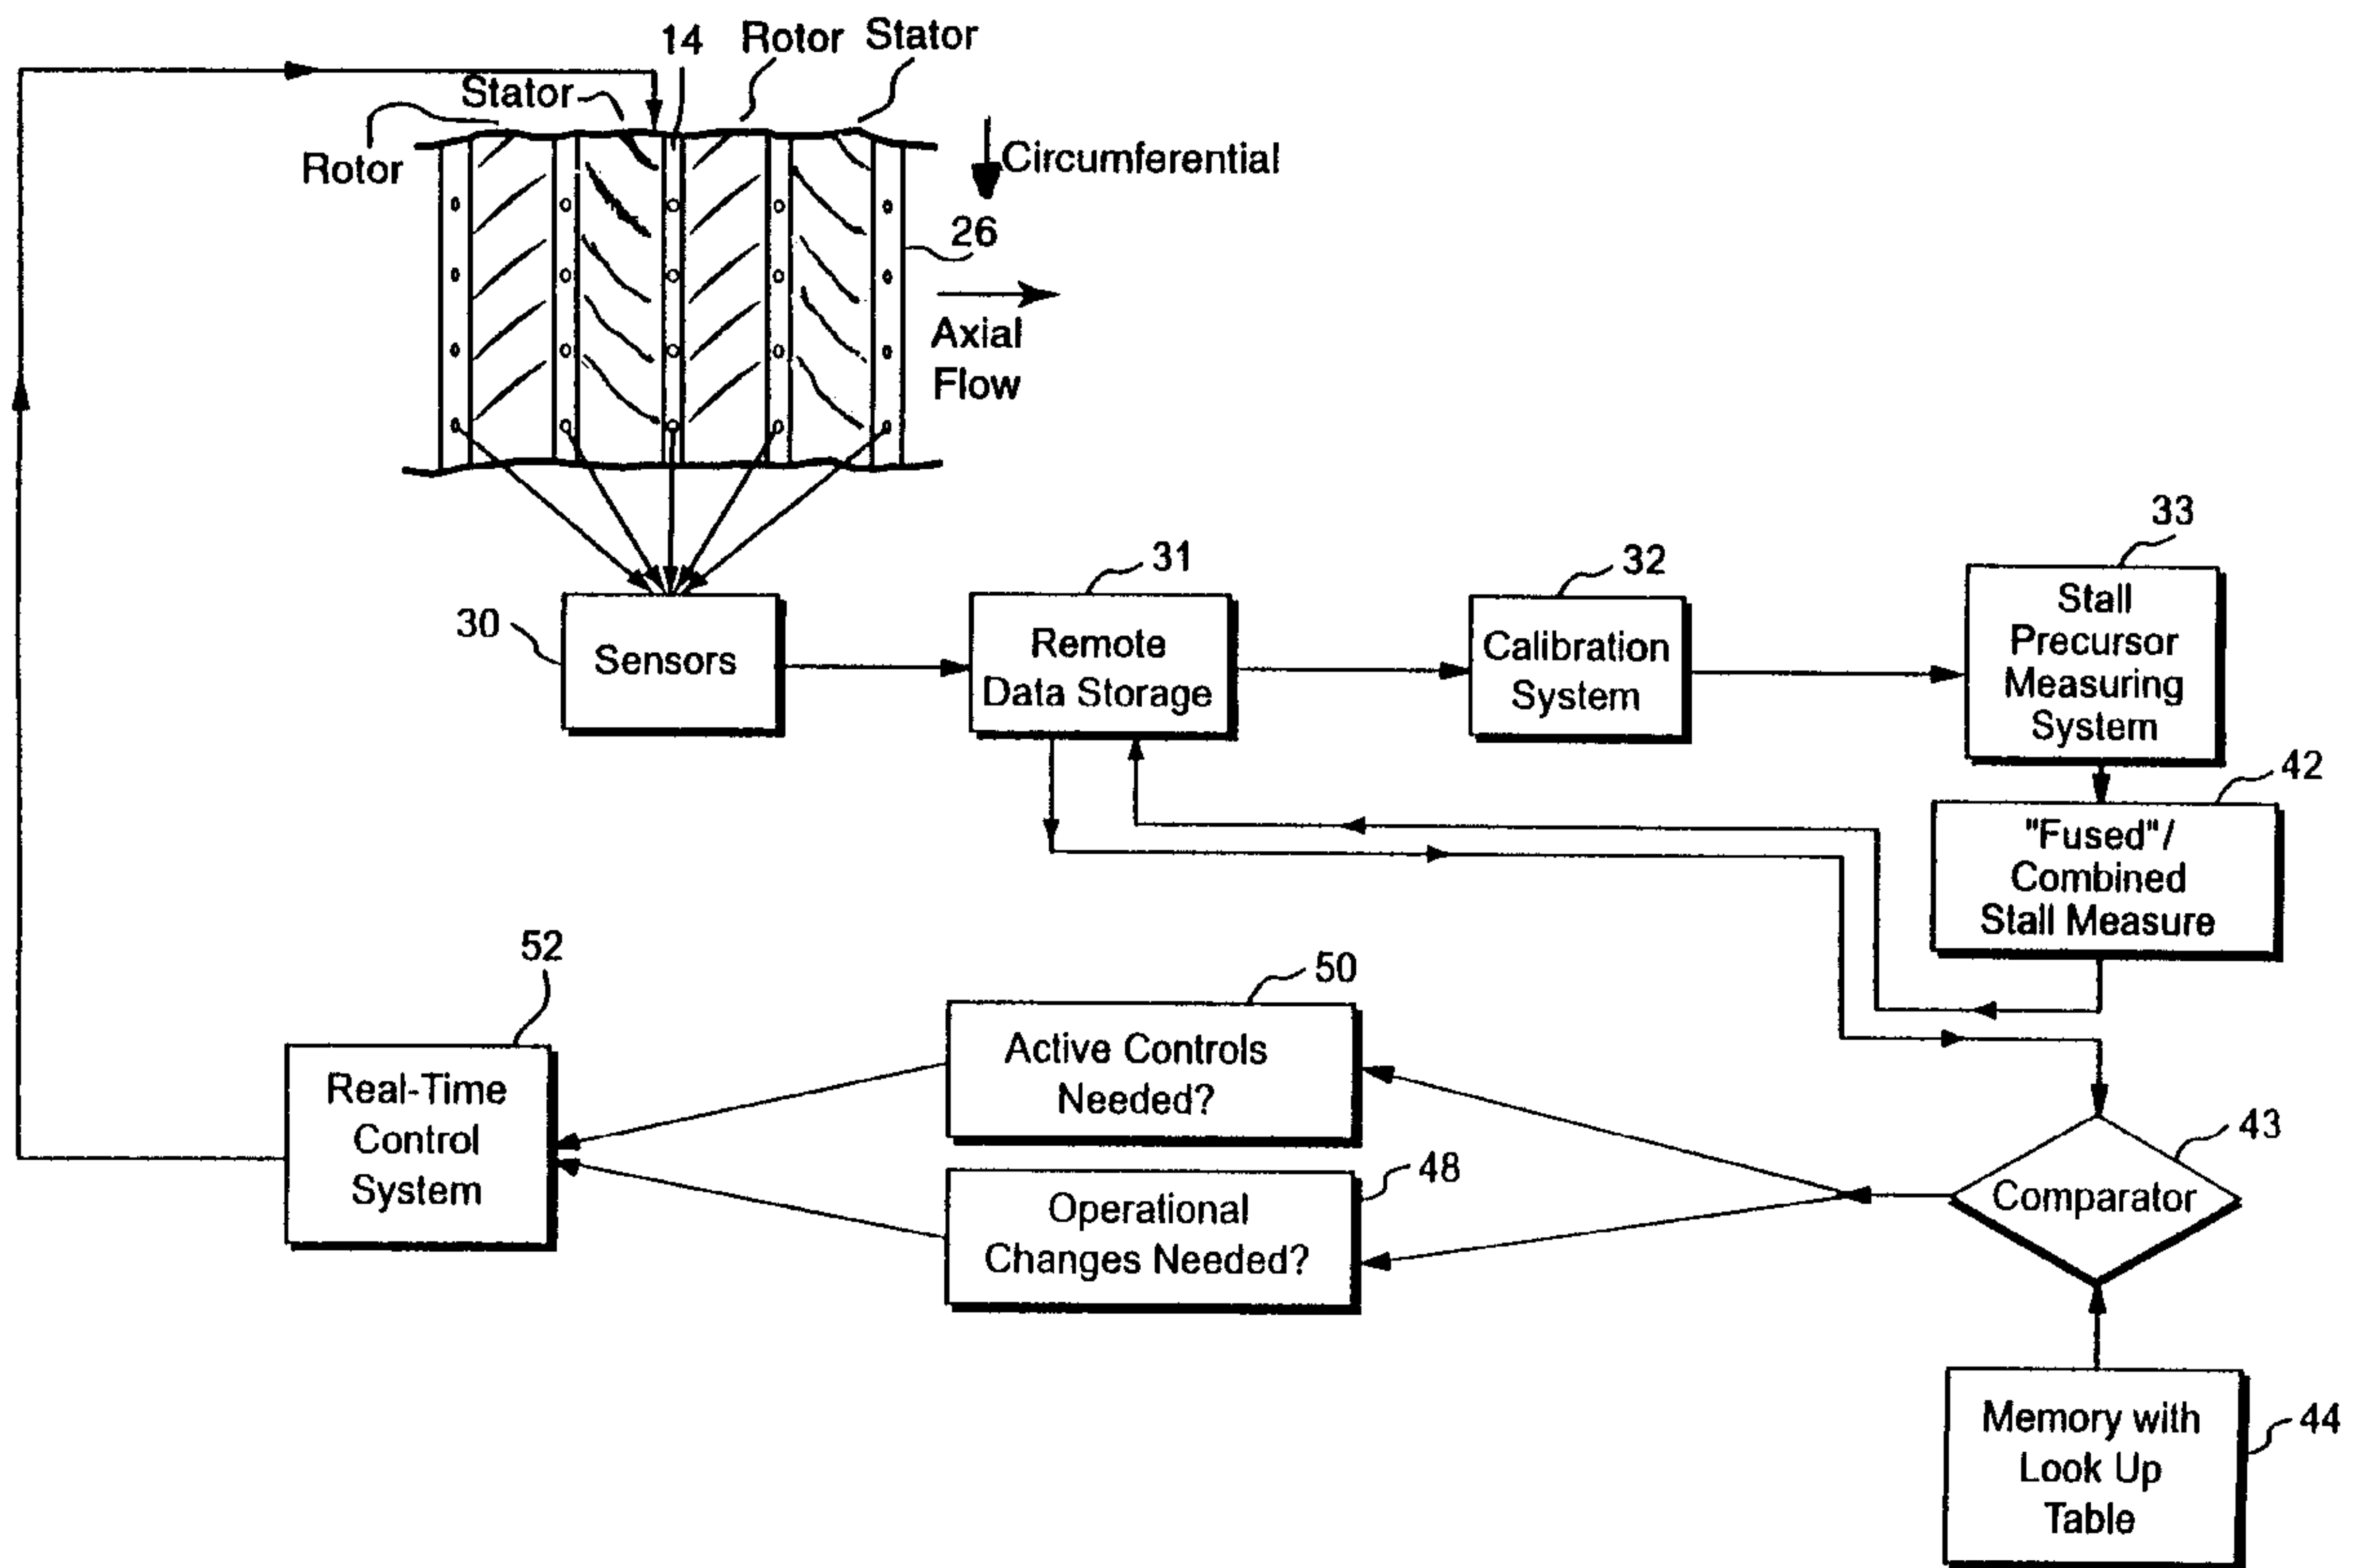 14 Rotor Stator
Stator
Rotor
Circumferential
26
Axial
Flow
30
Sensors
31
Remote
Data Storage
32
Calibration
System
33
Stall
Precursor
Measuring
System
42
"Fused"/
Combined
Stall Measure
52
Real-Time
Control
System
50
Active Controls
Needed?
48
Operational
Changes Needed?
43
Comparator
44
Memory with
Look Up
Table